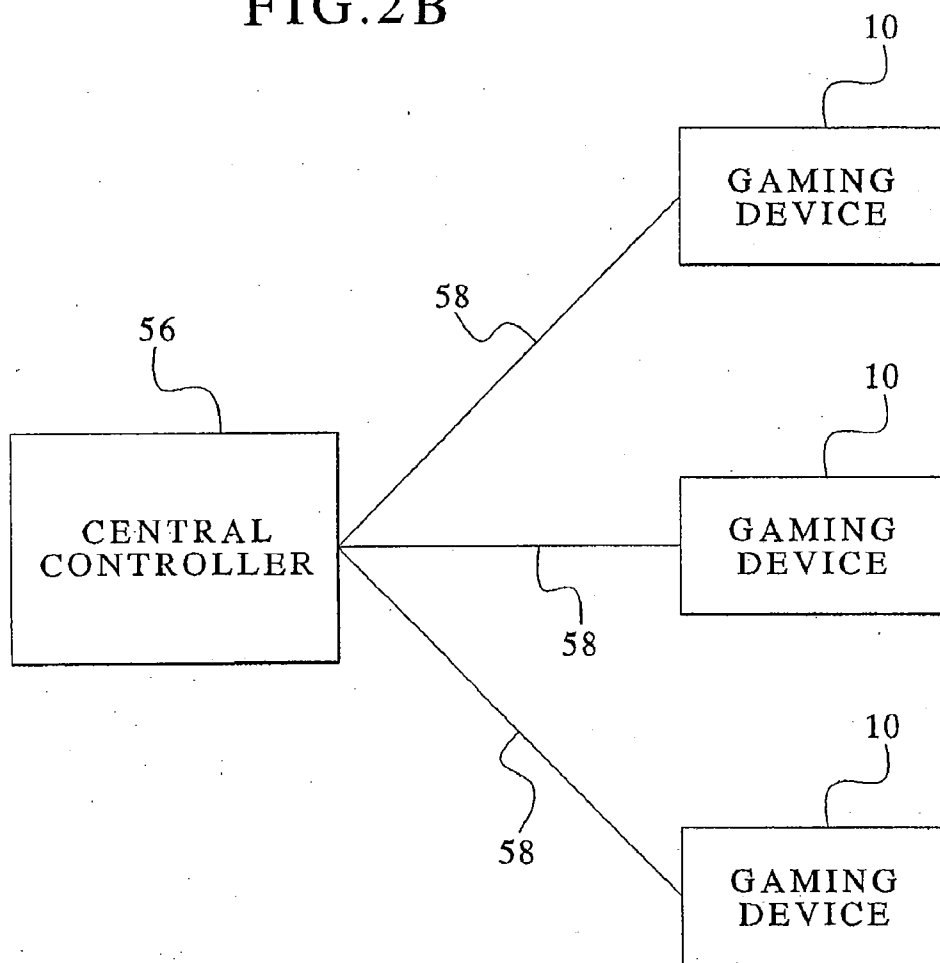 FIG.2B
10
GAMING
DEVICE
58
56
10
CENTRAL
CONTROLLER
GAMING
DEVICE
58
10
58
GAMING
DEVICE